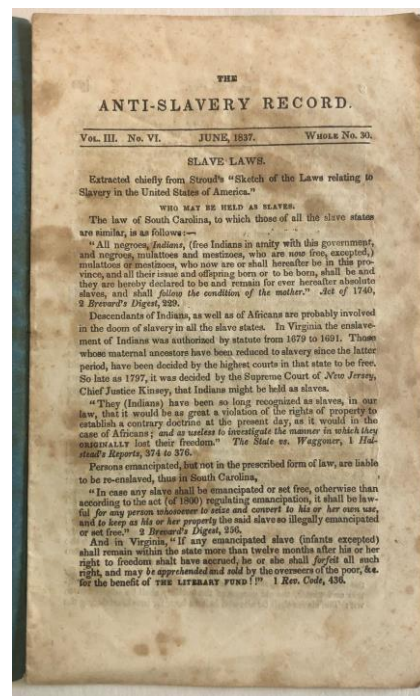 THE
ANTI-SLAVERY RECORD.
VOL. III. No. VI. JUNE, 1837. WHOLE No. 30.
SLAVE LAWS.
Extracted chiefly from Stroud's "Sketch of the Laws relating to
Slavery in the United States of America."
WHO MAY BE HELD AS SLAVES.
The law of South Carolina, to which those of all the slave states
are similar, is as follows:—
"All negroes, Indians, (free Indians in amity with this government,
and negroes, mulattoes and mestizoes, who are now free, excepted,)
mulattoes or mestizoes, who now are or shall hereafter be in this pro-
vince, and all their issue and offspring born or to be born, shall be and
they are hereby declared to be and remain for ever hereafter absolute
slaves, and shall follow the condition of the mother." Act of 1740,
2 Brevard's Digest, 229.
Descendants of Indians, as well as of Africans are probably involved
in the doom of slavery in all the slave states. In Virginia the enslave-
ment of Indians was authorized by statute from 1679 to 1691. Those
whose maternal ancestors have been reduced to slavery since the latter
period, have been decided by the highest courts in that state to be free.
So late as 1797, it was decided by the Supreme Court of New Jersey,
Chief Justice Kinsey, that Indians might be held as slaves.
"They (Indians) have been so long recognized as slaves, in our
law, that it would be as great a violation of the rights of property to
establish a contrary doctrine at the present day, as it would in the
case of Africans; and as useless to investigate the manner in which they
ORIGINALLY lost their freedom." The State vs. Waggoner, 1 Hal-
stead's Reports, 374 to 376.
Persons emancipated, but not in the prescribed form of law, are liable
to be re-enslaved, thus in South Carolina,
"In case any slave shall be emancipated or set free, otherwise than
according to the act (of 1800) regulating emancipation, it shall be law-
ful for any person whosoever to seize and convert to his or her own use,
and to keep as his or her property the said slave so illegally emancipated
or set free." 2 Brevard's Digest, 256.
And in Virginia, "If any emancipated slave (infants excepted)
shall remain within the state more than twelve months after his or her
right to freedom shall have accrued, he or she shall forfeit all such
right, and may be apprehended and sold by the overseers of the poor, &c.
for the benefit of THE LITERARY FUND!!" 1 Rev. Code, 436.